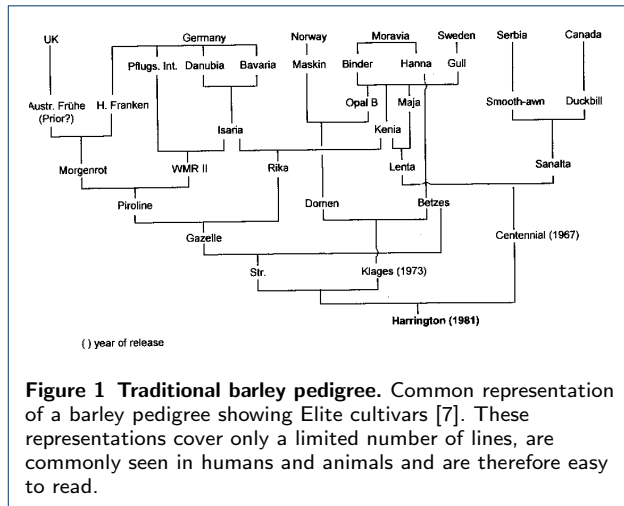 UK Germany Norway Moravia Sweden Serbia Canada
Pflugs. Int. Danubia Bavaria Maskin Binder Hanna Gull
Austr. Frühe H. Franken Opal B Maja Smooth-awn Duckbill
(Prior?)
Isaria Kenia
Morgenrot WMR II Rika Lenta Sanalta
Piroline Domen Betzes
Gazelle Centennial (1967)
Str. Klages (1973)
Harrington (1981)
( ) year of release
Figure 1 Traditional barley pedigree. Common representation
of a barley pedigree showing Elite cultivars [7]. These
representations cover only a limited number of lines, are
commonly seen in humans and animals and are therefore easy
to read.